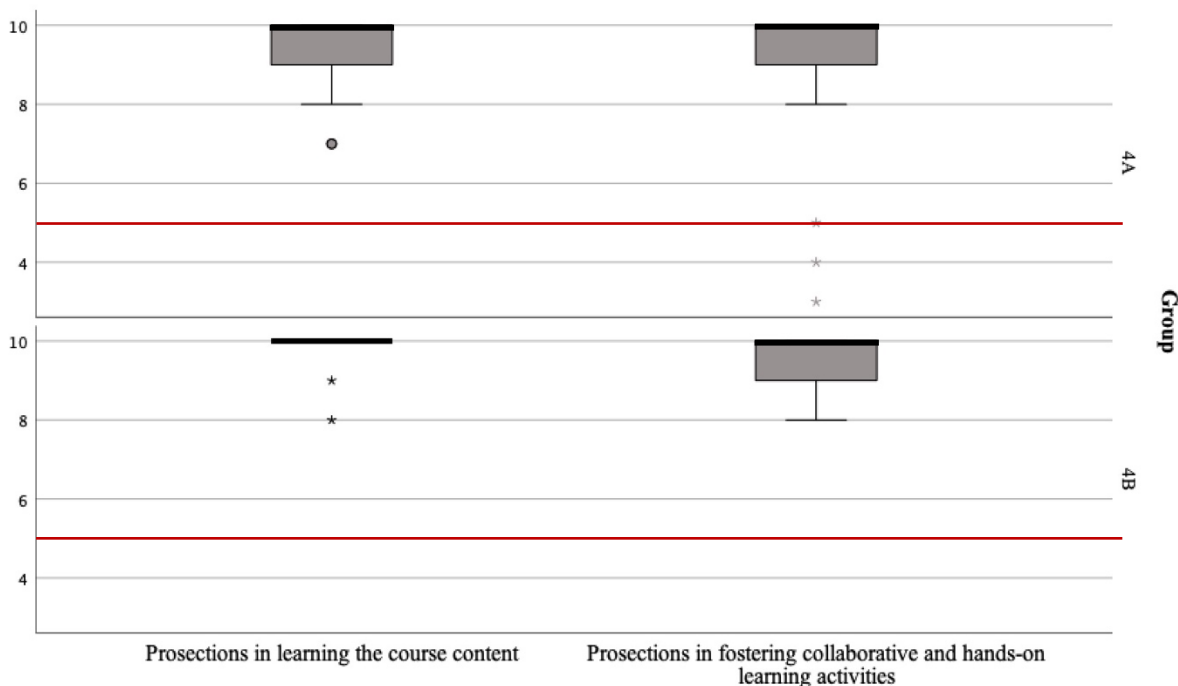 10
8
6
4
4A
10
8
6
4
4B
Group
Prosections in learning the course content
Prosections in fostering collaborative and hands-on
learning activities